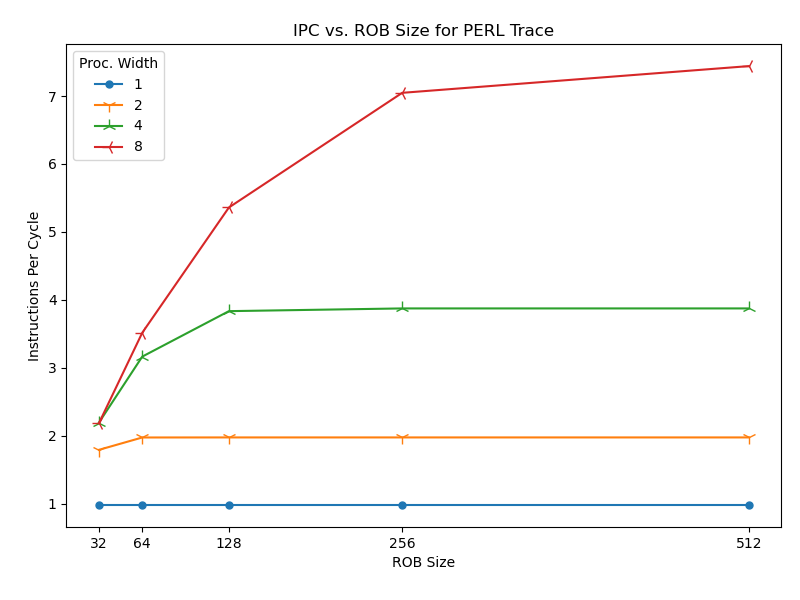 IPC vs. ROB Size for PERL Trace
Proc. Width
1
2
4
8
Instructions Per Cycle
7
6
5
4
3
2
1
32 64 128 256 512
ROB Size